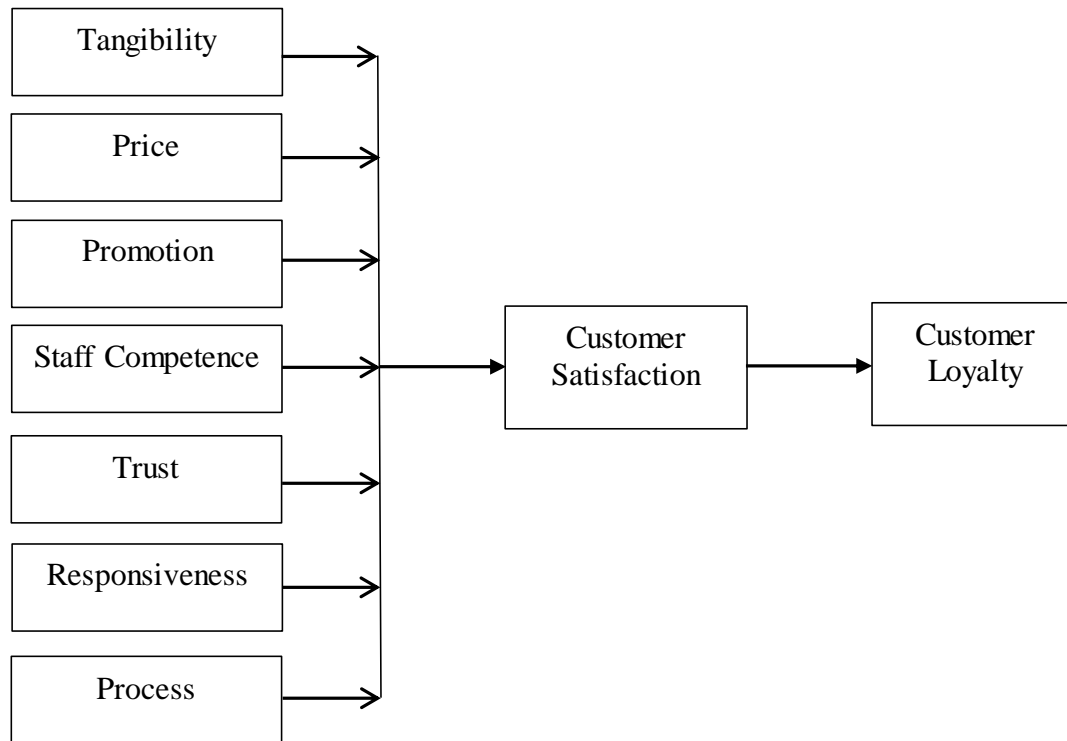 Tangibility
Price
Promotion
Staff Competence
Trust
Responsiveness
Process
Customer
Satisfaction
Customer
Loyalty